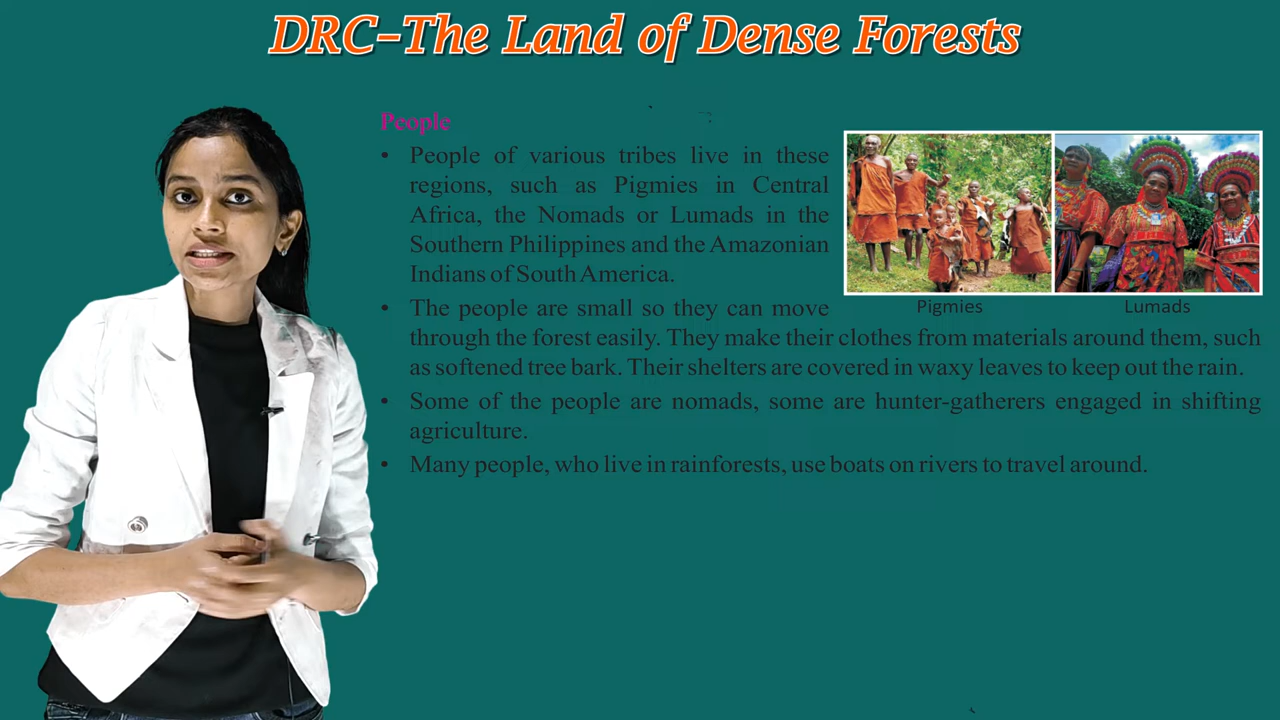 DRC-The Land of Dense Forests
People
• People of various tribes live in these
regions, such as Pigmies in Central
Africa, the Nomads or Lumads in the
Southern Philippines and the Amazonian
Indians of South America.
Pigmies
Lumads
• The people are small so they can move
through the forest easily. They make their clothes from materials around them, such
as softened tree bark. Their shelters are covered in waxy leaves to keep out the rain.
• Some of the people are nomads, some are hunter-gatherers engaged in shifting
agriculture.
• Many people, who live in rainforests, use boats on rivers to travel around.